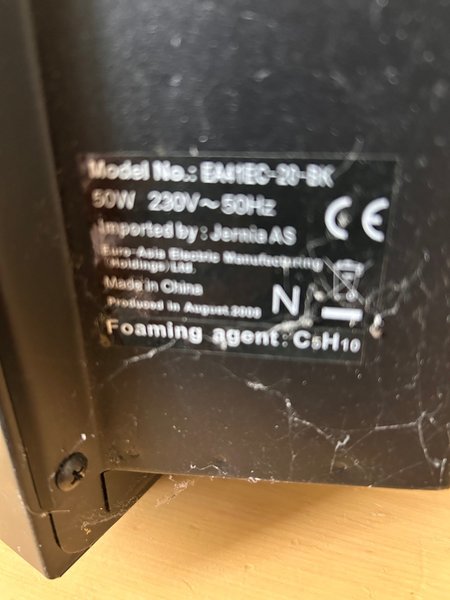 Model No.: EA41EC-20-BK
50W 230V~50Hz
Imported by: Jernia AS
Euro-Asia Electric Manufacturing
(Holdings) Ltd.
Made in China
Produced in August.2009
Foaming agent: C5H10
CE
N